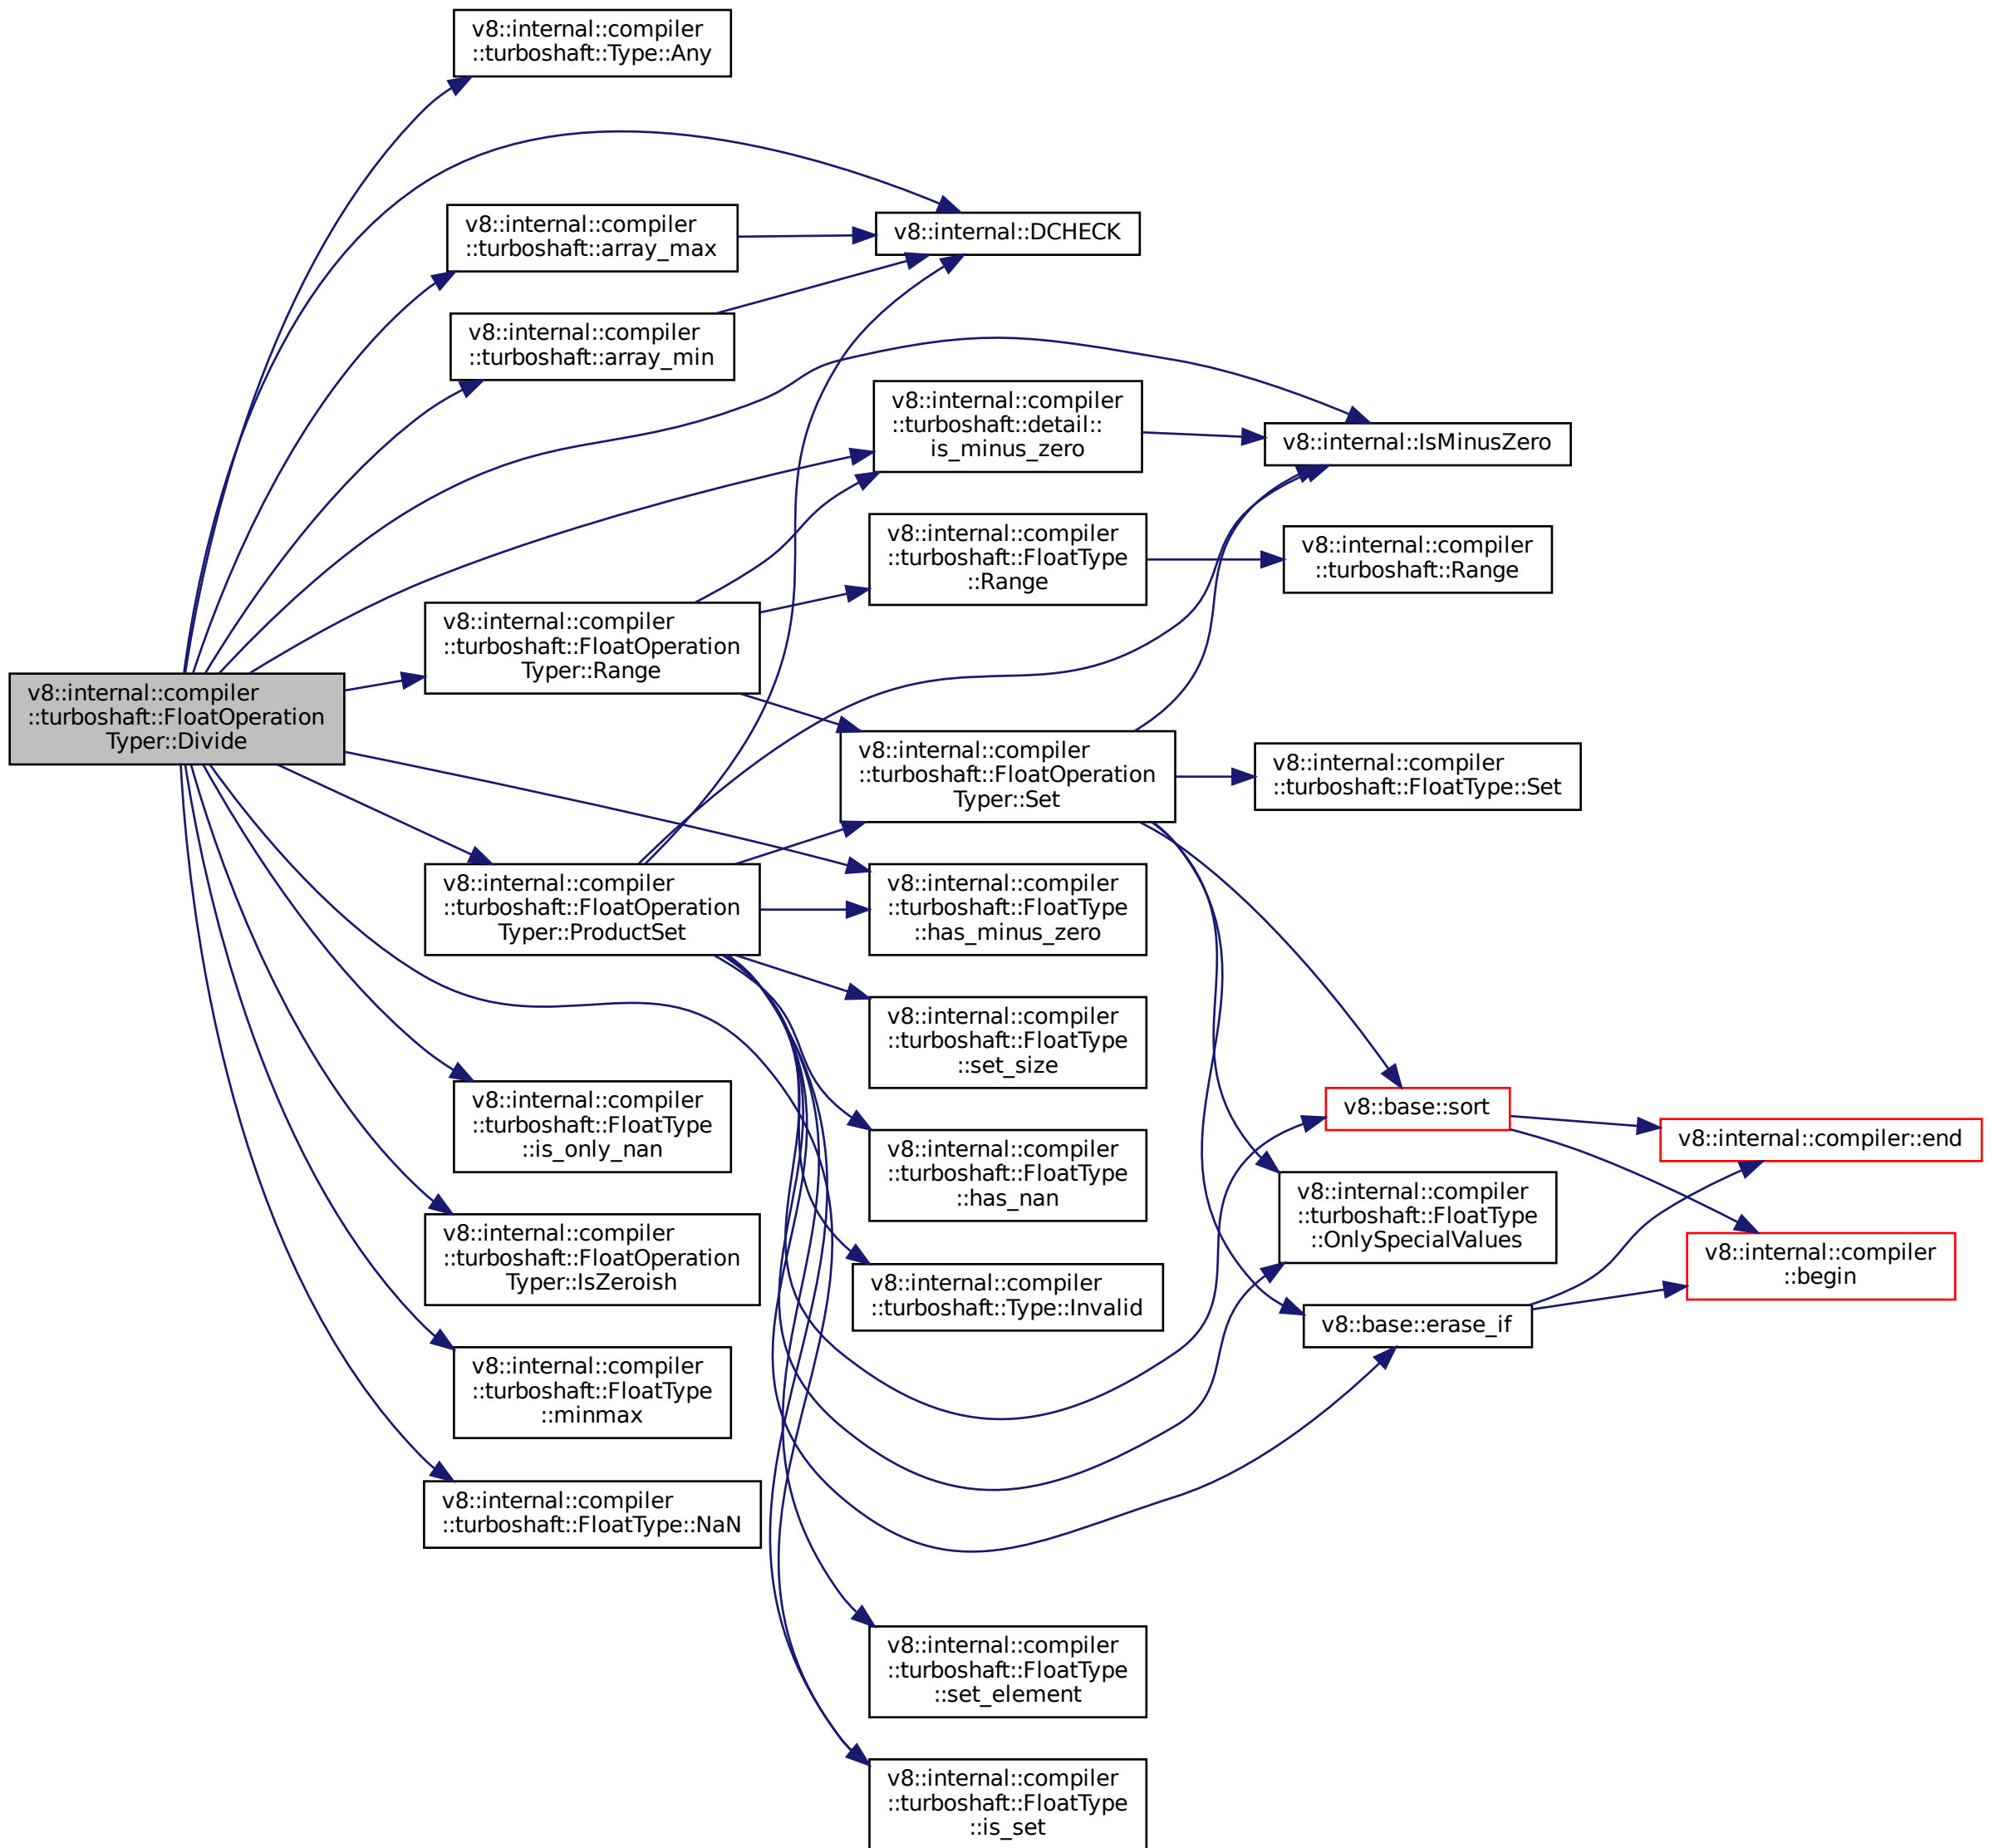 v8::internal::compiler
::turboshaft::FloatOperation
Typer::Divide
v8::internal::compiler
::turboshaft::Type::Any
v8::internal::compiler
::turboshaft::array_max
v8::internal::compiler
::turboshaft::array_min
v8::internal::compiler
::turboshaft::FloatOperation
Typer::Range
v8::internal::compiler
::turboshaft::FloatOperation
Typer::ProductSet
v8::internal::compiler
::turboshaft::FloatType
::is_only_nan
v8::internal::compiler
::turboshaft::FloatOperation
Typer::IsZeroish
v8::internal::compiler
::turboshaft::FloatType
::minmax
v8::internal::compiler
::turboshaft::FloatType::NaN
v8::internal::DCHECK
v8::internal::compiler
::turboshaft::detail::
is_minus_zero
v8::internal::compiler
::turboshaft::FloatType
::Range
v8::internal::compiler
::turboshaft::FloatOperation
Typer::Set
v8::internal::compiler
::turboshaft::FloatType
::has_minus_zero
v8::internal::compiler
::turboshaft::FloatType
::set_size
v8::internal::compiler
::turboshaft::FloatType
::has_nan
v8::internal::compiler
::turboshaft::Type::Invalid
v8::internal::compiler
::turboshaft::FloatType
::set_element
v8::internal::compiler
::turboshaft::FloatType
::is_set
v8::internal::IsMinusZero
v8::internal::compiler
::turboshaft::Range
v8::internal::compiler
::turboshaft::FloatType::Set
v8::base::sort
v8::internal::compiler
::turboshaft::FloatType
::OnlySpecialValues
v8::base::erase_if
v8::internal::compiler::end
v8::internal::compiler
::begin